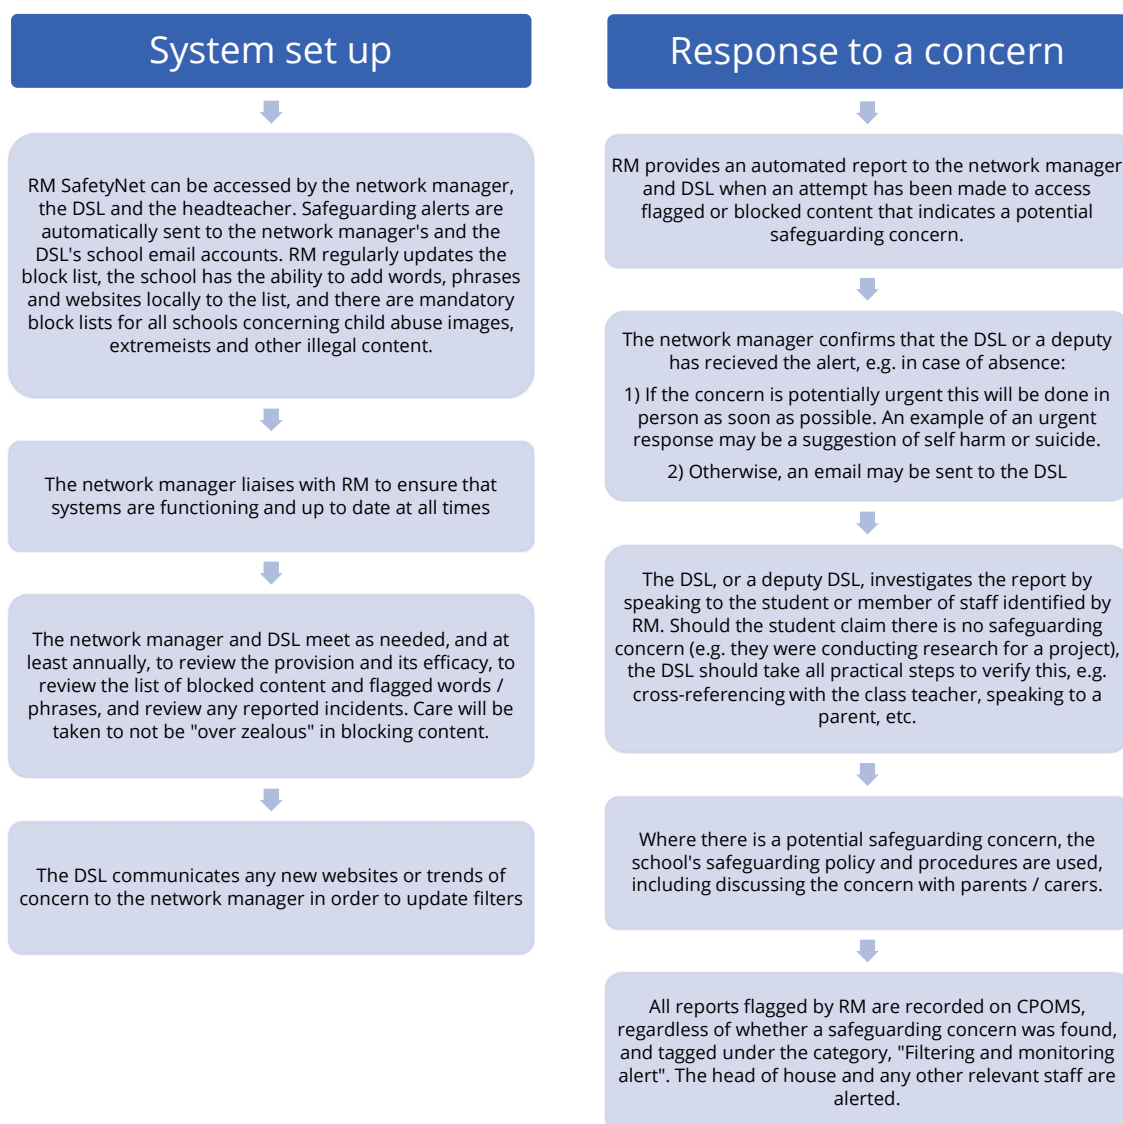 System set up
RM SafetyNet can be accessed by the network manager,
the DSL and the headteacher. Safeguarding alerts are
automatically sent to the network manager's and the
DSL's school email accounts. RM regularly updates the
block list, the school has the ability to add words, phrases
and websites locally to the list, and there are mandatory
block lists for all schools concerning child abuse images,
extremeists and other illegal content.
The network manager liaises with RM to ensure that
systems are functioning and up to date at all times
The network manager and DSL meet as needed, and at
least annually, to review the provision and its efficacy, to
review the list of blocked content and flagged words /
phrases, and review any reported incidents. Care will be
taken to not be "over zealous" in blocking content.
The DSL communicates any new websites or trends of
concern to the network manager in order to update filters
Response to a concern
RM provides an automated report to the network manager
and DSL when an attempt has been made to access
flagged or blocked content that indicates a potential
safeguarding concern.
The network manager confirms that the DSL or a deputy
has recieved the alert, e.g. in case of absence:
1) If the concern is potentially urgent this will be done in
person as soon as possible. An example of an urgent
response may be a suggestion of self harm or suicide.
2) Otherwise, an email may be sent to the DSL
The DSL, or a deputy DSL, investigates the report by
speaking to the student or member of staff identified by
RM. Should the student claim there is no safeguarding
concern (e.g. they were conducting research for a project),
the DSL should take all practical steps to verify this, e.g.
cross-referencing with the class teacher, speaking to a
parent, etc.
Where there is a potential safeguarding concern, the
school's safeguarding policy and procedures are used,
including discussing the concern with parents / carers.
All reports flagged by RM are recorded on CPOMS,
regardless of whether a safeguarding concern was found,
and tagged under the category, "Filtering and monitoring
alert". The head of house and any other relevant staff are
alerted.